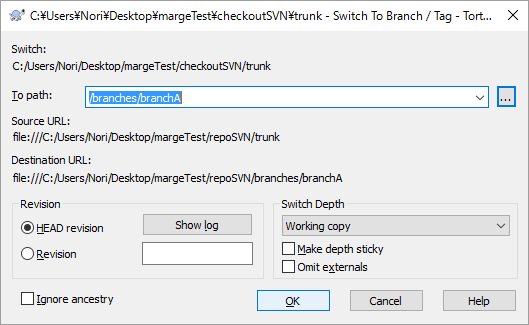 C:¥Users¥Nori¥Desktop¥margeTest¥checkoutSVN¥trunk - Switch To Branch / Tag - Tort...
Switch:
C:/Users/Nori/Desktop/margeTest/checkoutSVN/trunk
To path:
/branches/branchA
...
Source URL:
file:///C:/Users/Nori/Desktop/margeTest/repoSVN/trunk
Destination URL:
file:///C:/Users/Nori/Desktop/margeTest/repoSVN/branches/branchA
Revision
HEAD revision
Show log
Revision
Switch Depth
Working copy
Make depth sticky
Omit externals
Ignore ancestry
OK
Cancel
Help